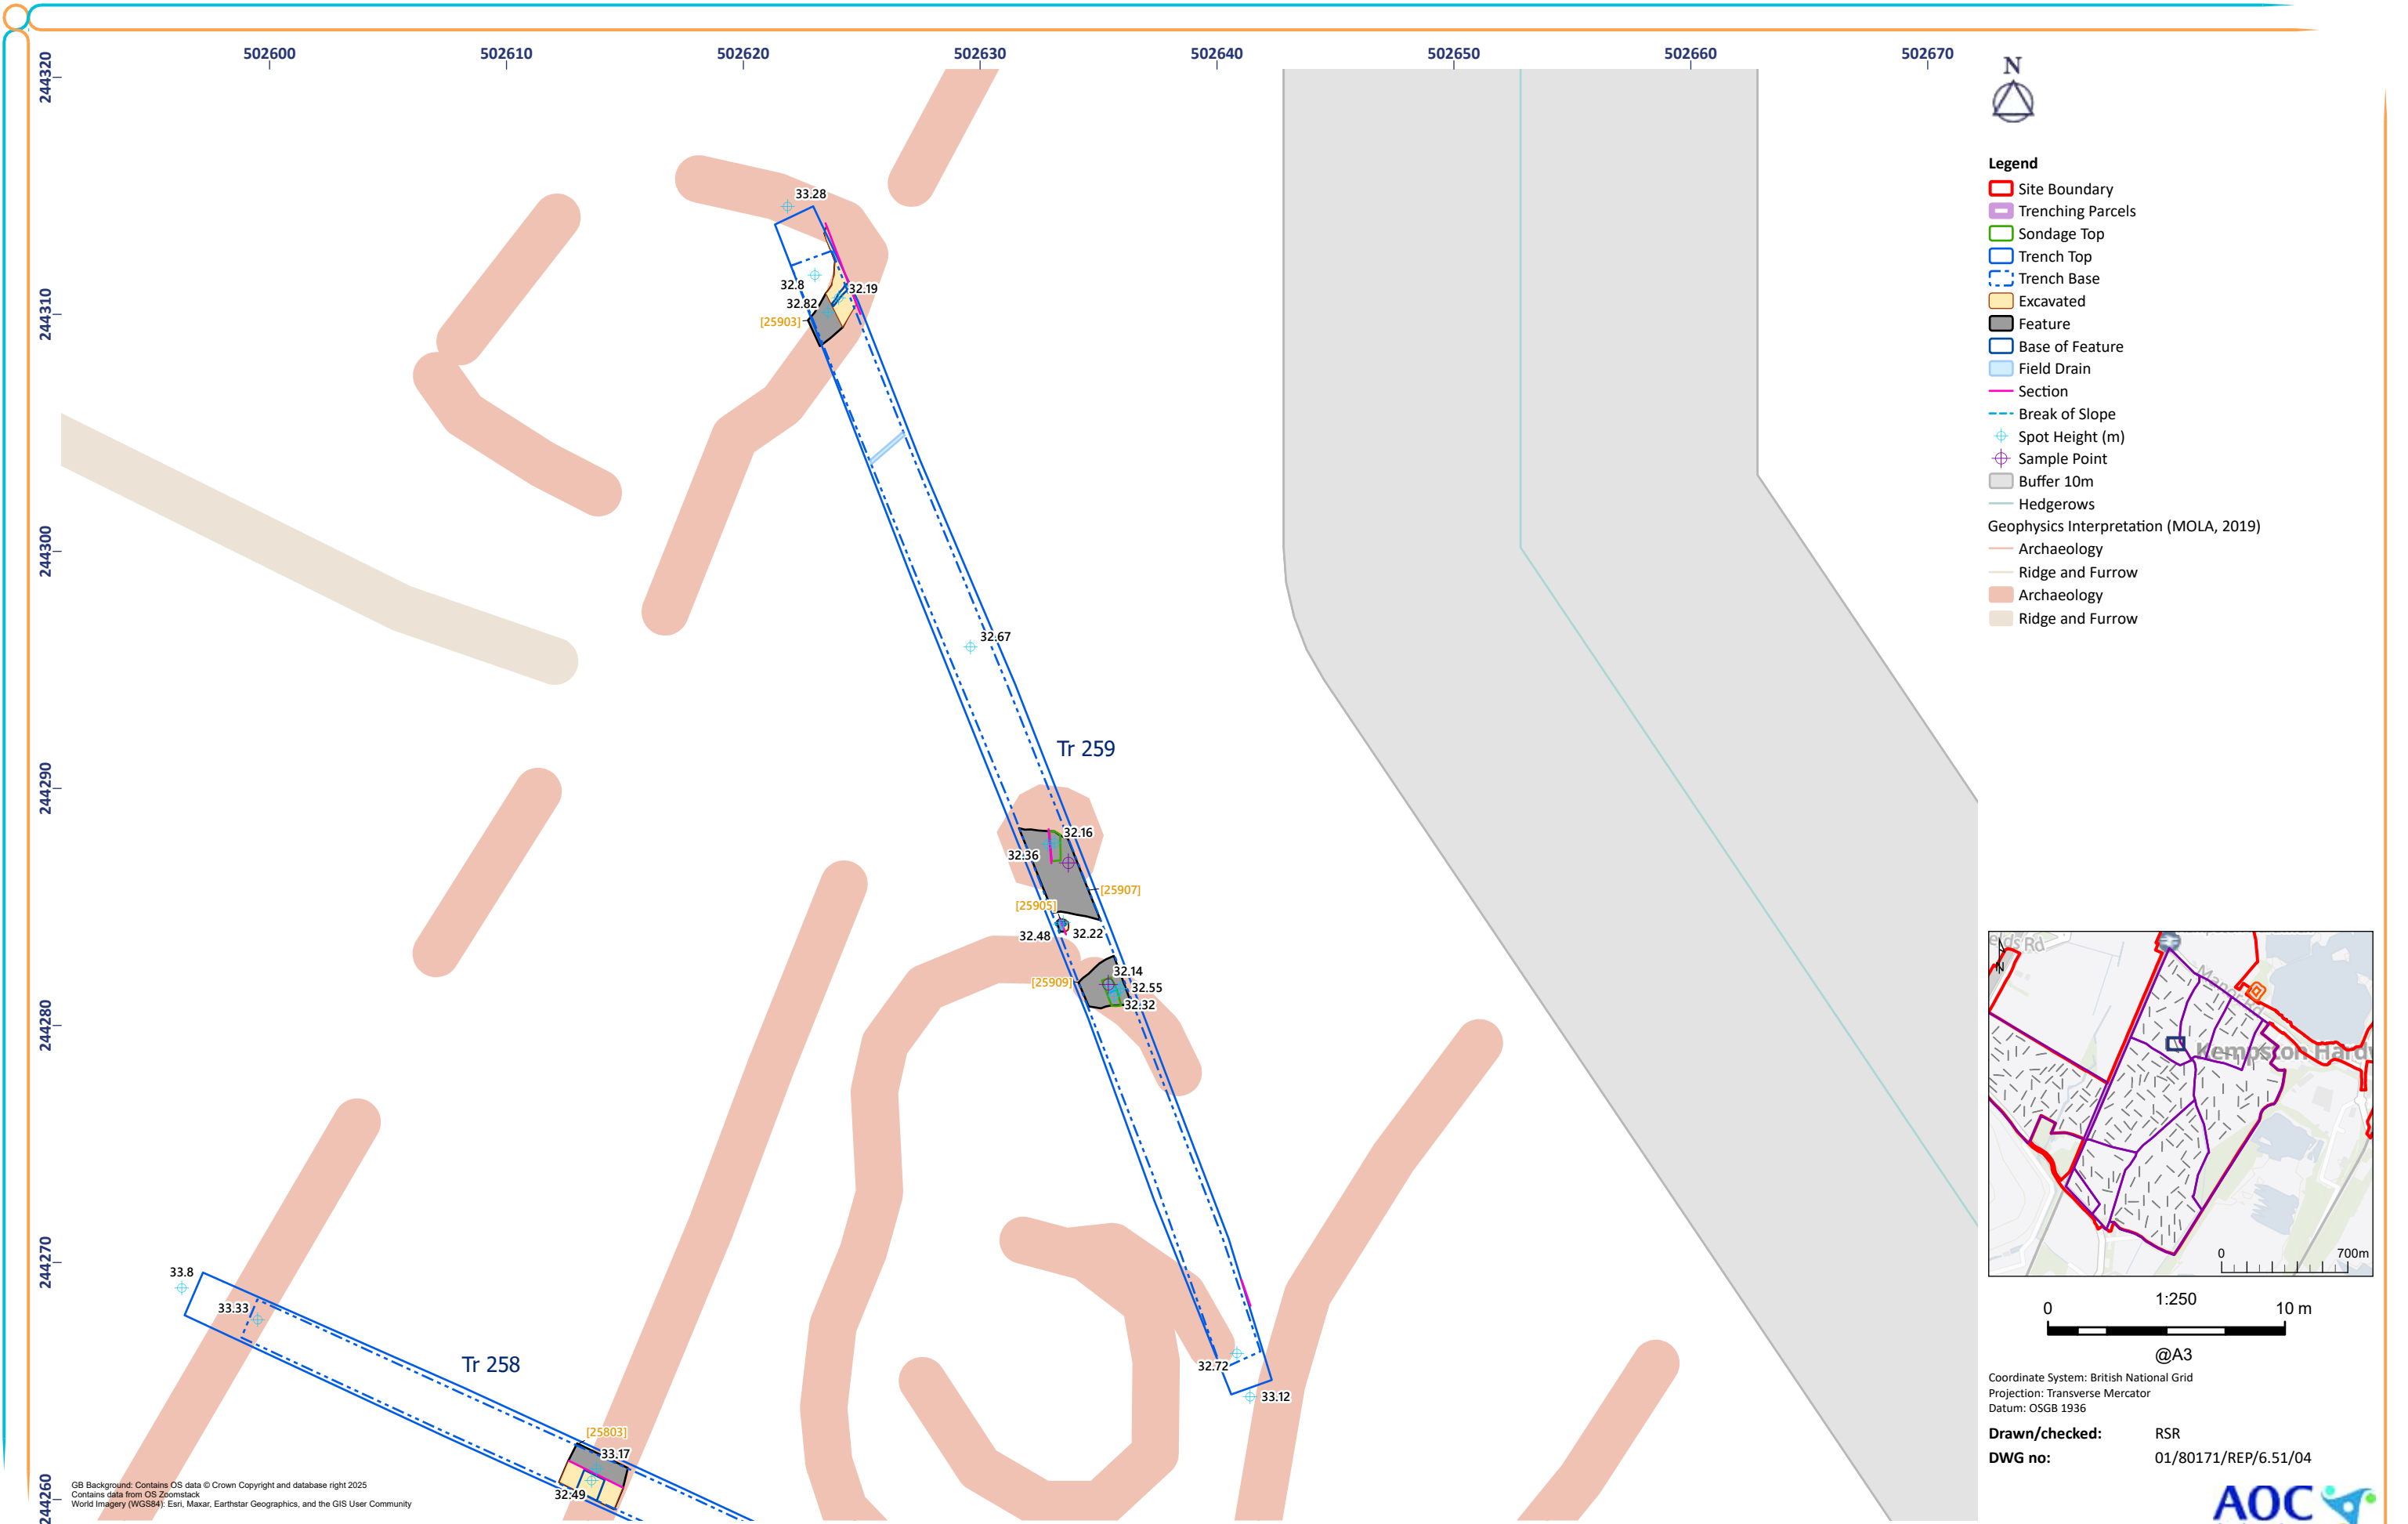 502600 502610 502620 502630 502640 502650 502660 502670
244320
244310
244300
244290
244280
244270
244260
33.28
32.8
32.19
32.82
[25903]
32.67
Tr 259
32.16
32.36
[25907]
[25905]
32.48
32.22
32.14
[25909]
32.55
32.32
32.72
33.12
33.8
33.33
Tr 258
[25803]
33.17
32.49
GB Background: Contains OS data © Crown Copyright and database right 2025
Contains data from OS Zoomstack
World Imagery (WGS84): Esri, Maxar, Earthstar Geographics, and the GIS User Community
N
Legend
Site Boundary
Trenching Parcels
Sondage Top
Trench Top
Trench Base
Excavated
Feature
Base of Feature
Field Drain
Section
Break of Slope
Spot Height (m)
Sample Point
Buffer 10m
Hedgerows
Geophysics Interpretation (MOLA, 2019)
Archaeology
Ridge and Furrow
Archaeology
Ridge and Furrow
N
Rd
Kempston Hardw
0 700m
1:250
0 10 m
@A3
Coordinate System: British National Grid
Projection: Transverse Mercator
Datum: OSGB 1936
Drawn/checked: RSR
DWG no: 01/80171/REP/6.51/04
AOC